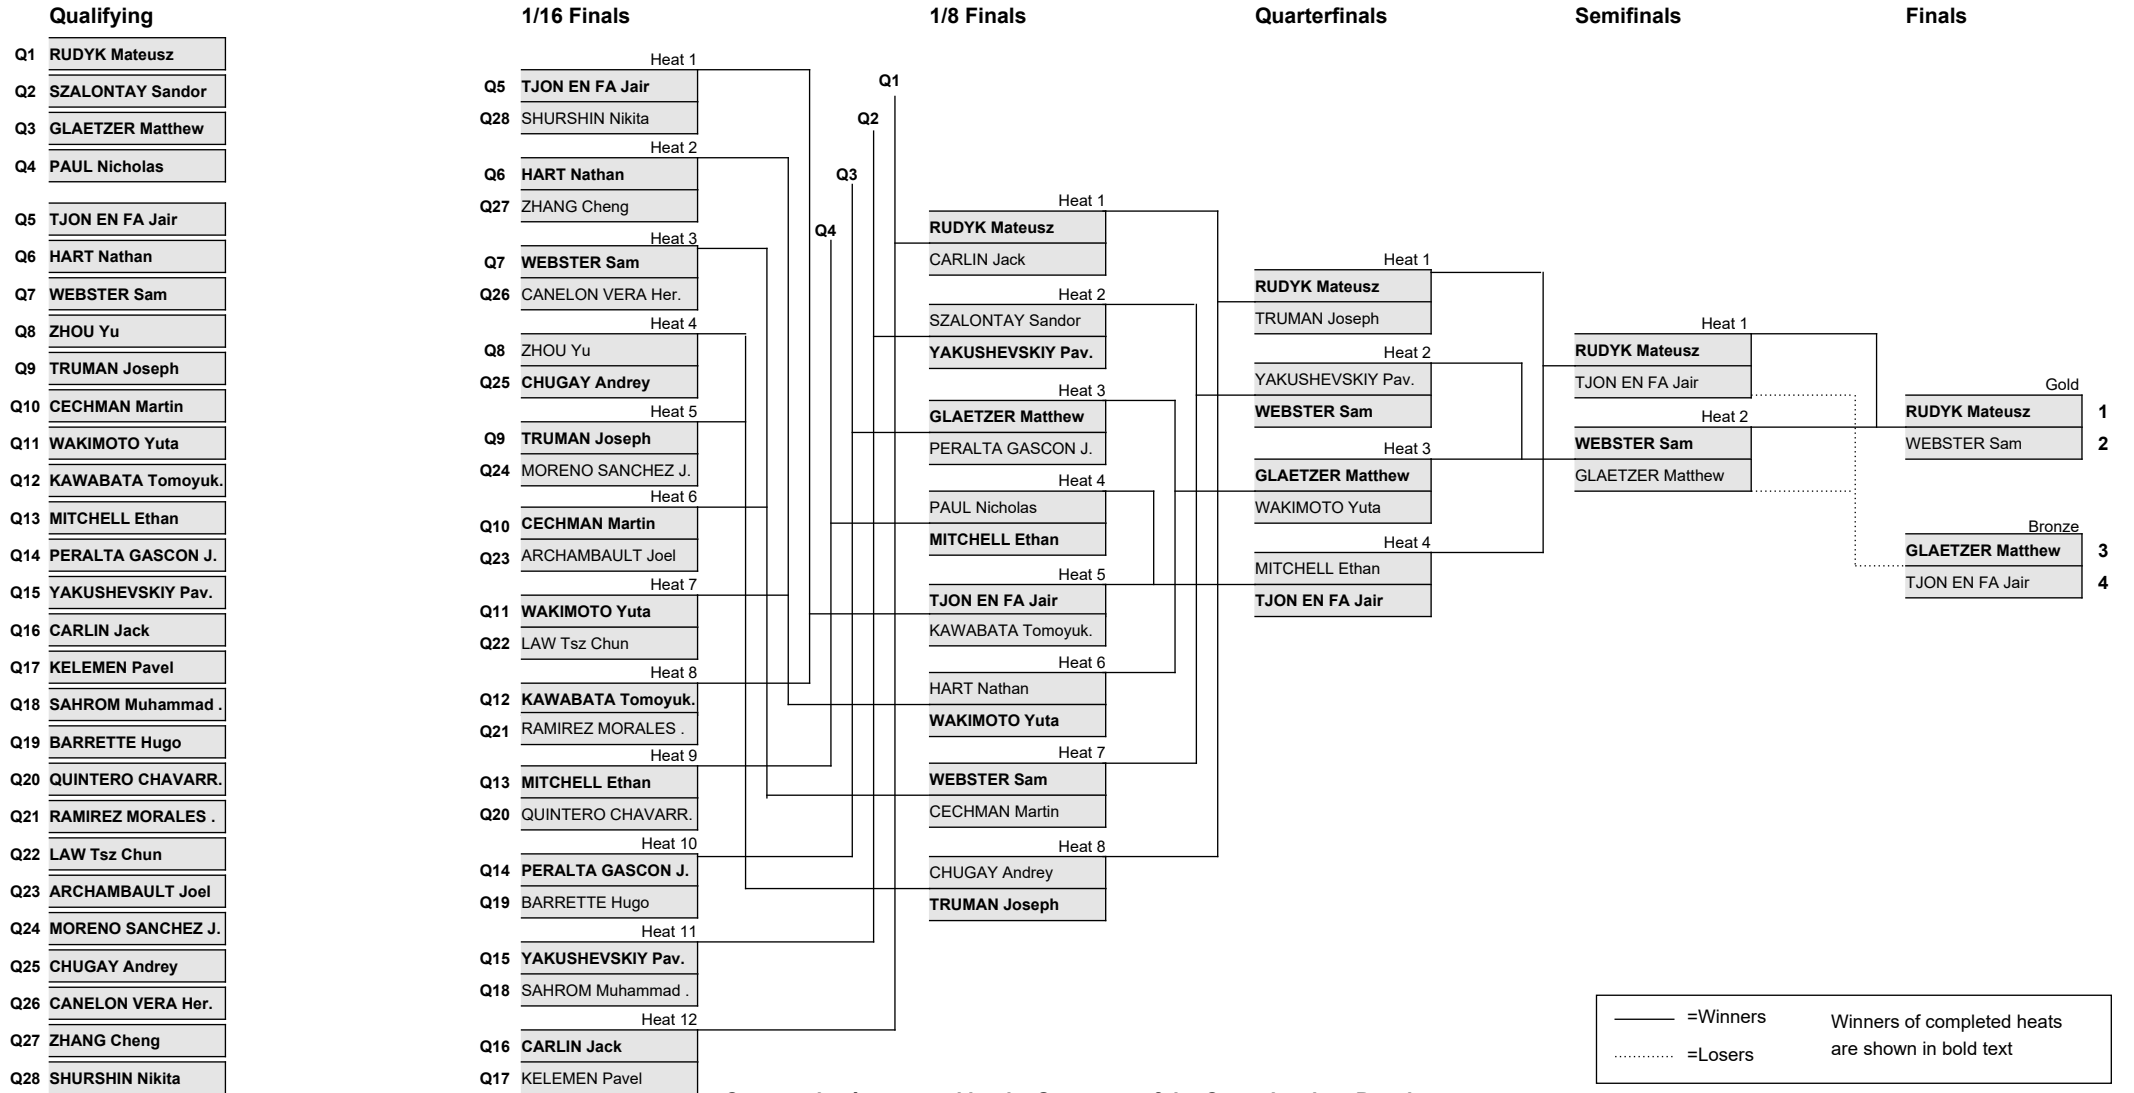 Qualifying
Q1 RUDYK Mateusz
Q2 SZALONTAY Sandor
Q3 GLAETZER Matthew
Q4 PAUL Nicholas
Q5 TJON EN FA Jair
Q6 HART Nathan
Q7 WEBSTER Sam
Q8 ZHOU Yu
Q9 TRUMAN Joseph
Q10 CECHMAN Martin
Q11 WAKIMOTO Yuta
Q12 KAWABATA Tomoyuk.
Q13 MITCHELL Ethan
Q14 PERALTA GASCON J.
Q15 YAKUSHEVSKIY Pav.
Q16 CARLIN Jack
Q17 KELEMEN Pavel
Q18 SAHROM Muhammad .
Q19 BARRETTE Hugo
Q20 QUINTERO CHAVARR.
Q21 RAMIREZ MORALES .
Q22 LAW Tsz Chun
Q23 ARCHAMBAULT Joel
Q24 MORENO SANCHEZ J.
Q25 CHUGAY Andrey
Q26 CANELON VERA Her.
Q27 ZHANG Cheng
Q28 SHURSHIN Nikita
1/16 Finals
Heat 1
Q5 TJON EN FA Jair
Q28 SHURSHIN Nikita
Heat 2
Q6 HART Nathan
Q27 ZHANG Cheng
Heat 3
Q7 WEBSTER Sam
Q26 CANELON VERA Her.
Heat 4
Q8 ZHOU Yu
Q25 CHUGAY Andrey
Heat 5
Q9 TRUMAN Joseph
Q24 MORENO SANCHEZ J.
Heat 6
Q10 CECHMAN Martin
Q23 ARCHAMBAULT Joel
Heat 7
Q11 WAKIMOTO Yuta
Q22 LAW Tsz Chun
Heat 8
Q12 KAWABATA Tomoyuk.
Q21 RAMIREZ MORALES .
Heat 9
Q13 MITCHELL Ethan
Q20 QUINTERO CHAVARR.
Heat 10
Q14 PERALTA GASCON J.
Q19 BARRETTE Hugo
Heat 11
Q15 YAKUSHEVSKIY Pav.
Q18 SAHROM Muhammad .
Heat 12
Q16 CARLIN Jack
Q17 KELEMEN Pavel
1/8 Finals
Q1
Q2
Q3
Q4
Heat 1
RUDYK Mateusz
CARLIN Jack
Heat 2
SZALONTAY Sandor
YAKUSHEVSKIY Pav.
Heat 3
GLAETZER Matthew
PERALTA GASCON J.
Heat 4
PAUL Nicholas
MITCHELL Ethan
Heat 5
TJON EN FA Jair
KAWABATA Tomoyuk.
Heat 6
HART Nathan
WAKIMOTO Yuta
Heat 7
WEBSTER Sam
CECHMAN Martin
Heat 8
CHUGAY Andrey
TRUMAN Joseph
Quarterfinals
Heat 1
RUDYK Mateusz
TRUMAN Joseph
Heat 2
YAKUSHEVSKIY Pav.
WEBSTER Sam
Heat 3
GLAETZER Matthew
WAKIMOTO Yuta
Heat 4
MITCHELL Ethan
TJON EN FA Jair
Semifinals
Heat 1
RUDYK Mateusz
TJON EN FA Jair
Heat 2
WEBSTER Sam
GLAETZER Matthew
Finals
Gold
RUDYK Mateusz 1
WEBSTER Sam 2
Bronze
GLAETZER Matthew 3
TJON EN FA Jair 4
=Winners
=Losers
Winners of completed heats
are shown in bold text